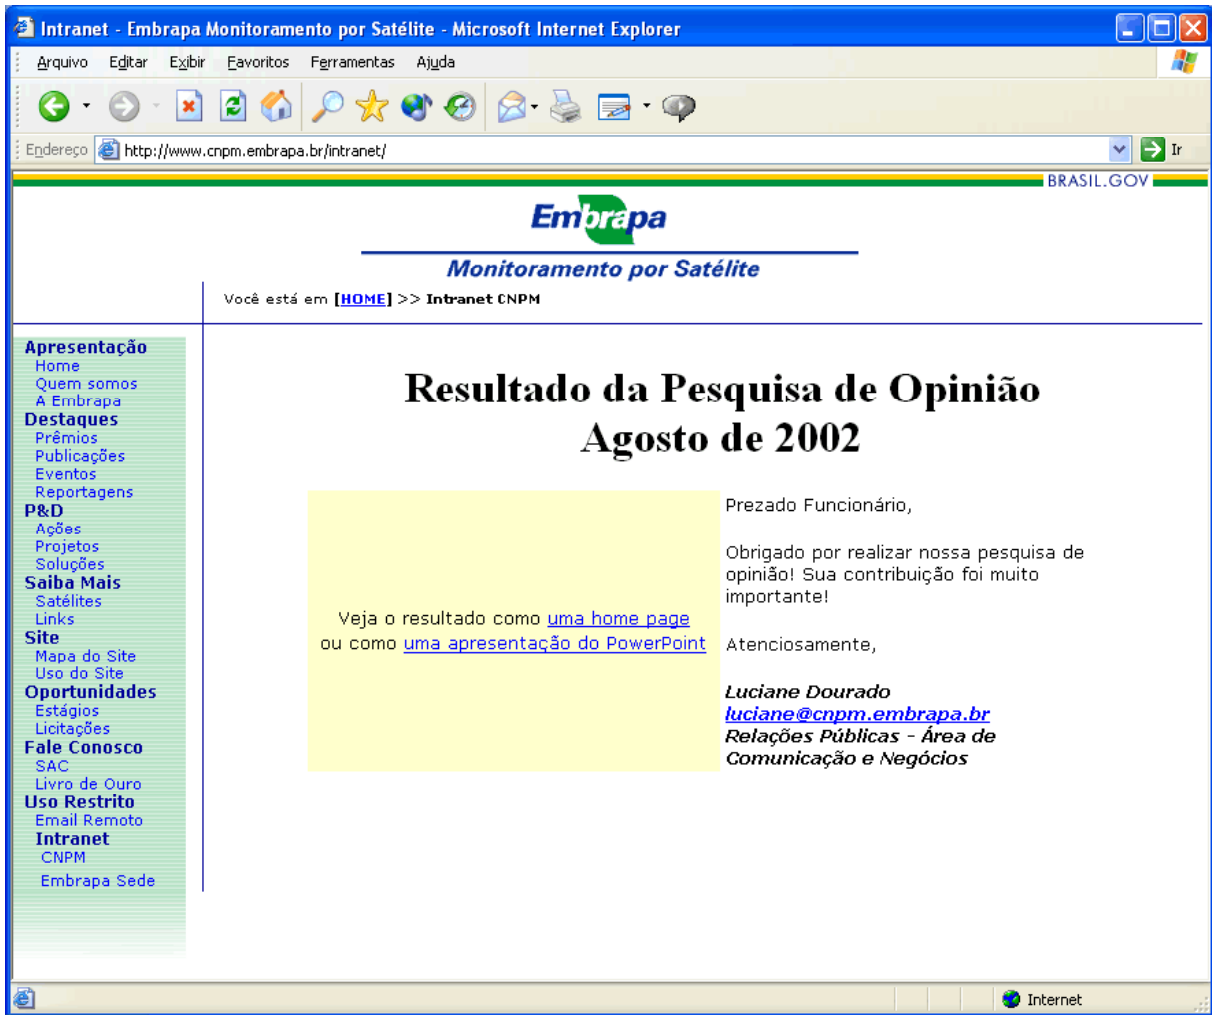 Intranet - Embrapa Monitoramento por Satélite - Microsoft Internet Explorer
Arquivo Editar Exibir Favoritos Ferramentas Ajuda
Endereço http://www.cnpm.embrapa.br/intranet/ Ir
BRASIL.GOV
Embrapa
Monitoramento por Satélite
Você está em [HOME] >> Intranet CNPM
Apresentação
Home
Quem somos
A Embrapa
Destaques
Prêmios
Publicações
Eventos
Reportagens
P&D
Ações
Projetos
Soluções
Saiba Mais
Satélites
Links
Site
Mapa do Site
Uso do Site
Oportunidades
Estágios
Licitações
Fale Conosco
SAC
Livro de Ouro
Uso Restrito
Email Remoto
Intranet
CNPM
Embrapa Sede
Resultado da Pesquisa de Opinião
Agosto de 2002
Veja o resultado como uma home page
ou como uma apresentação do PowerPoint
Prezado Funcionário,
Obrigado por realizar nossa pesquisa de
opinião! Sua contribuição foi muito
importante!
Atenciosamente,
Luciane Dourado
luciane@cnpm.embrapa.br
Relações Públicas - Área de
Comunicação e Negócios
Internet